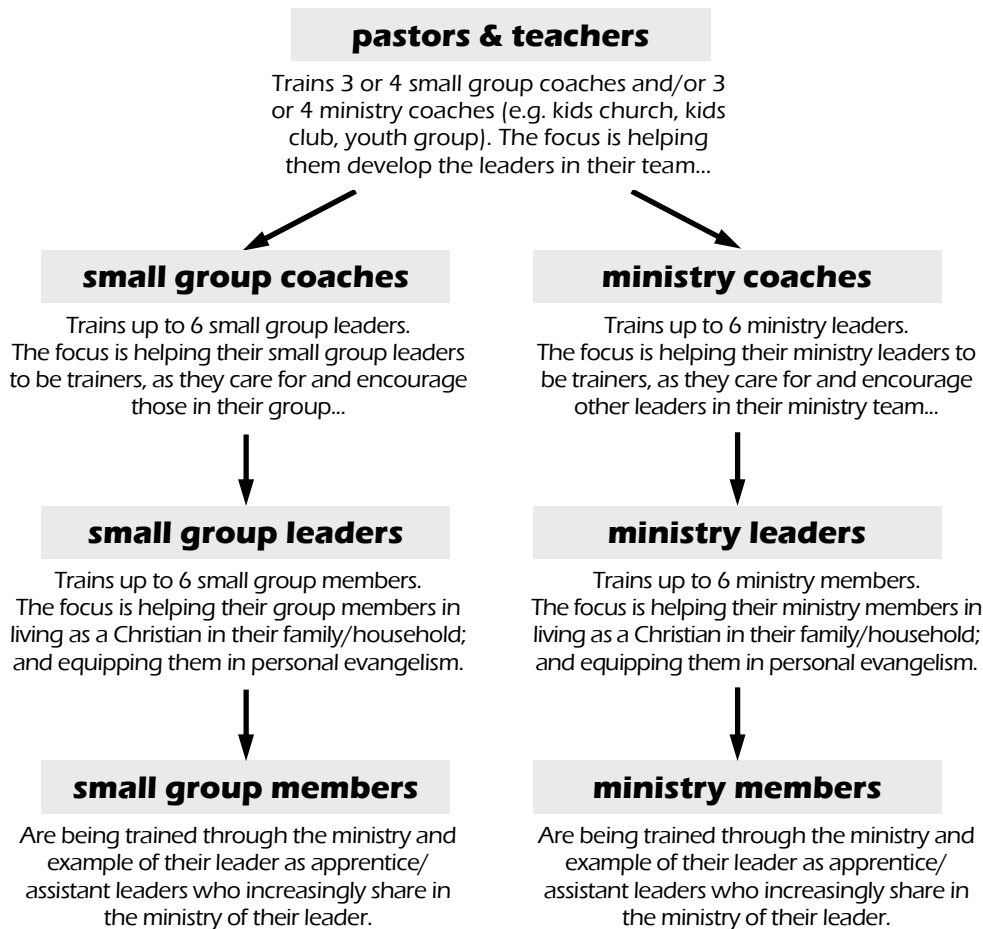 pastors & teachers
Trains 3 or 4 small group coaches and/or 3
or 4 ministry coaches (e.g. kids church, kids
club, youth group). The focus is helping
them develop the leaders in their team...
small group coaches
Trains up to 6 small group leaders.
The focus is helping their small group leaders
to be trainers, as they care for and encourage
those in their group...
ministry coaches
Trains up to 6 ministry leaders.
The focus is helping their ministry leaders to
be trainers, as they care for and encourage
other leaders in their ministry team...
small group leaders
Trains up to 6 small group members.
The focus is helping their group members in
living as a Christian in their family/household;
and equipping them in personal evangelism.
ministry leaders
Trains up to 6 ministry members.
The focus is helping their ministry members in
living as a Christian in their family/household;
and equipping them in personal evangelism.
small group members
Are being trained through the ministry and
example of their leader as apprentice/
assistant leaders who increasingly share in
the ministry of their leader.
ministry members
Are being trained through the ministry and
example of their leader as apprentice/
assistant leaders who increasingly share in
the ministry of their leader.